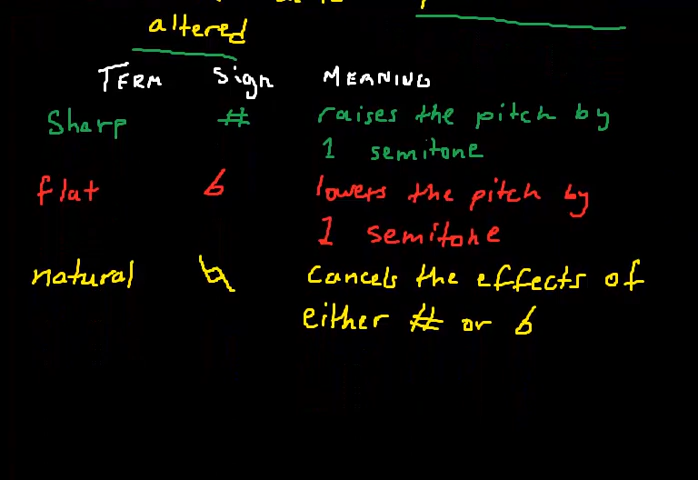 altered
TERM Sign MEANING
Sharp # raises the pitch by
1 semitone
flat b lowers the pitch by
1 semitone
natural ♮ cancels the effects of
either # or b